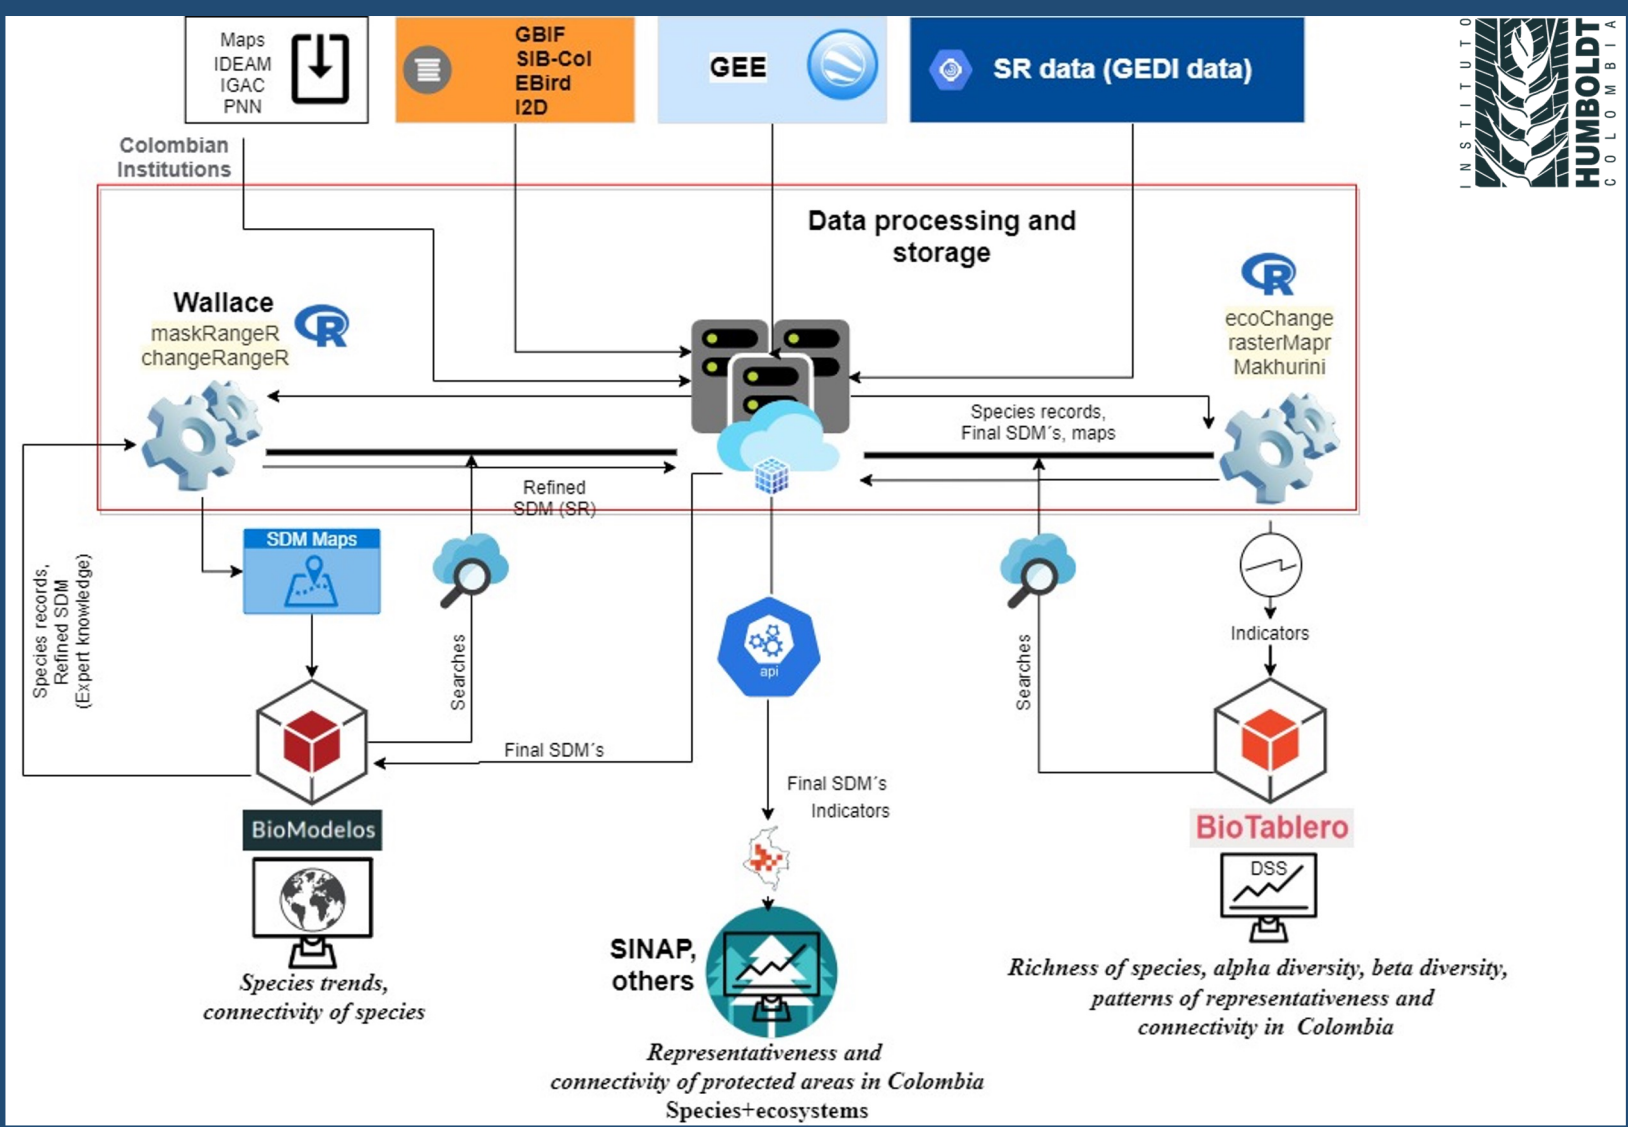 Maps
IDEAM
IGAC
PNN
GBIF
SIB-Col
EBird
I2D
GEE
SR data (GEDI data)
INSTITUTO
HUMBOLDT
COLOMBIA
Colombian
Institutions
Data processing and
storage
Wallace
maskRangeR
changeRangeR
R
R
ecoChange
rasterMapr
Makhurini
Species records,
Final SDM´s, maps
Refined
SDM (SR)
SDM Maps
Species records,
Refined SDM
(Expert knowledge)
Searches
api
Searches
Indicators
Final SDM´s
Final SDM´s
Indicators
BioModelos
BioTablero
DSS
SINAP,
others
Species trends,
connectivity of species
Richness of species, alpha diversity, beta diversity,
patterns of representativeness and
connectivity in Colombia
Representativeness and
connectivity of protected areas in Colombia
Species+ecosystems